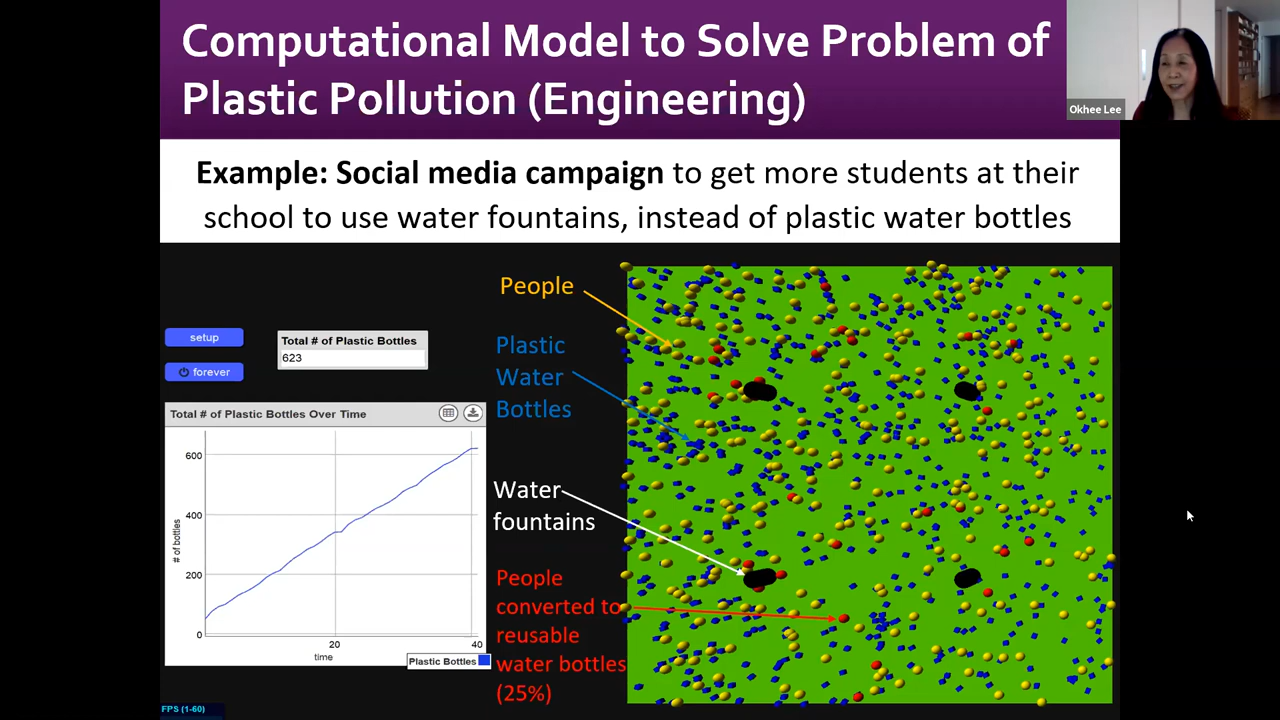 Computational Model to Solve Problem of
Plastic Pollution (Engineering)
Okhee Lee
Example: Social media campaign to get more students at their
school to use water fountains, instead of plastic water bottles
People
Plastic
Water
Bottles
Water
fountains
People
converted to
reusable
water bottles
(25%)
setup
forever
Total # of Plastic Bottles
623
Total # of Plastic Bottles Over Time
# of bottles
600
400
200
0
20
40
time
Plastic Bottles
FPS (1-60)